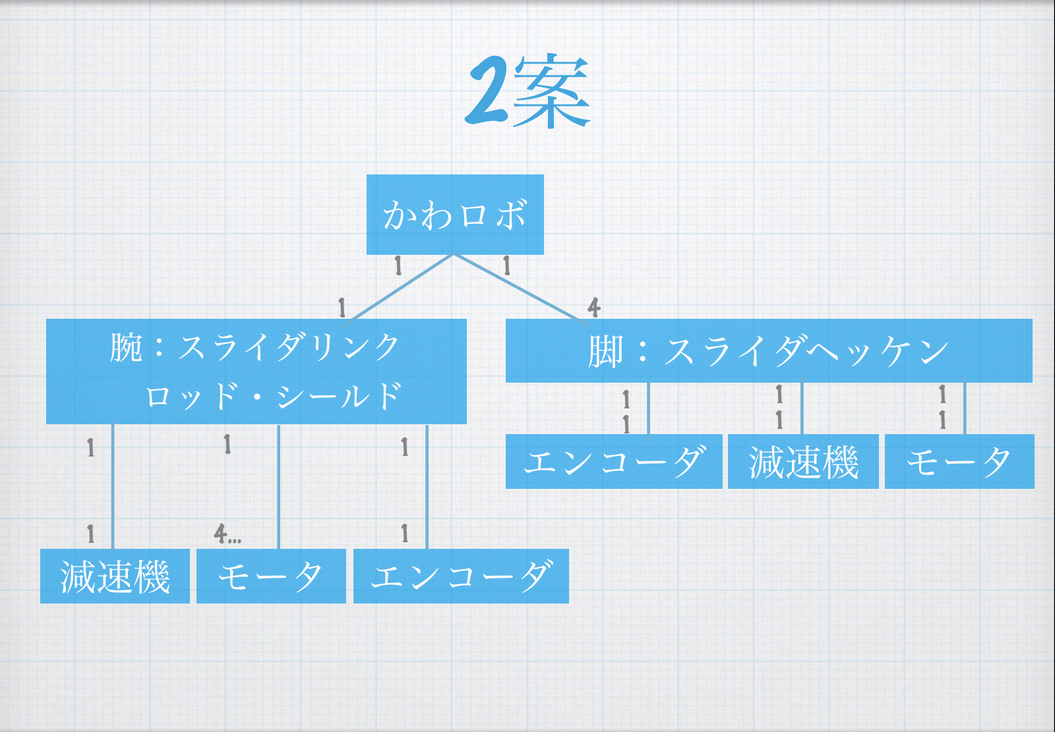 2案
かわロボ
1
1
1
4
腕：スライダリンク
ロッド・シールド
脚：スライダヘッケン
1
1
1
1
1
1
エンコーダ
減速機
モータ
1
1
1
1
4...
1
減速機
モータ
エンコーダ